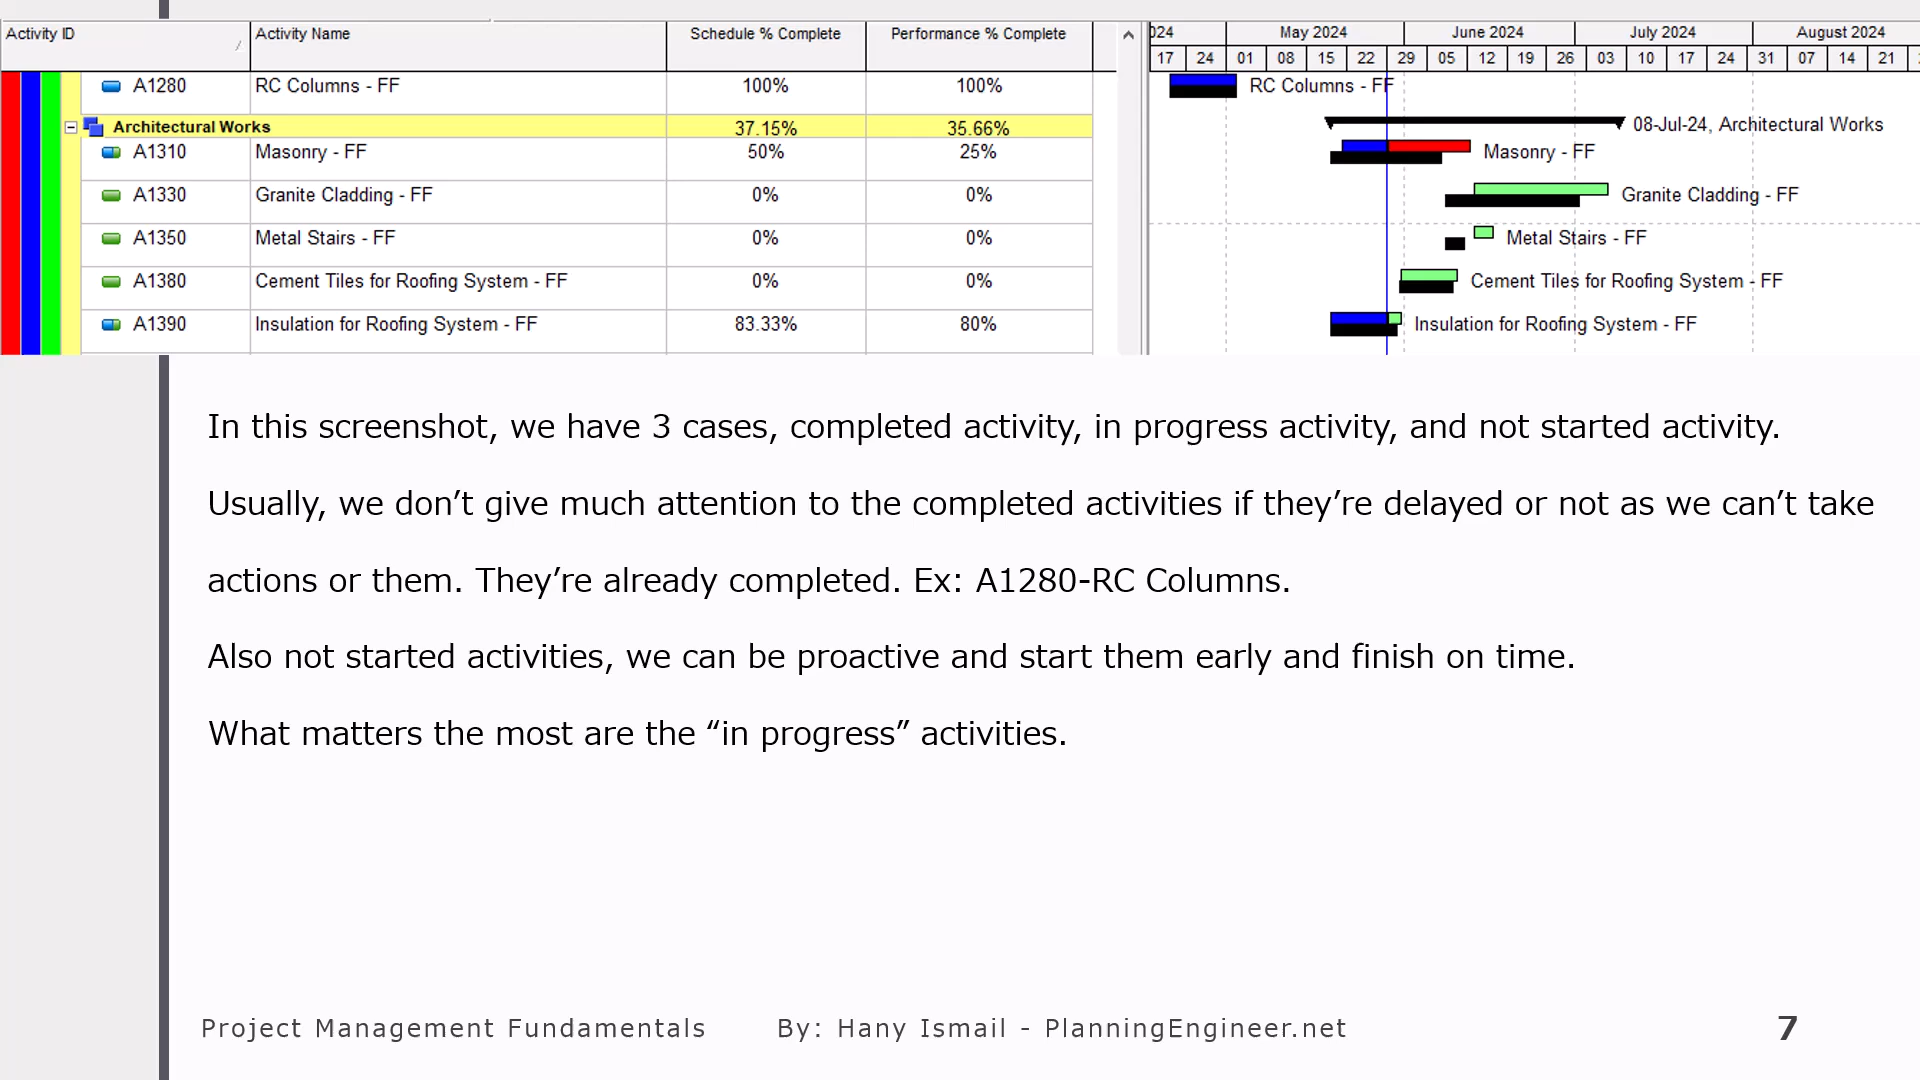 Activity ID Activity Name Schedule % Complete Performance % Complete
024 May 2024 June 2024 July 2024 August 2024
17 24 01 08 15 22 29 05 12 19 26 03 10 17 24 31 07 14 21
A1280 RC Columns - FF 100% 100% RC Columns - FF
Architectural Works 37.15% 35.66% 08-Jul-24, Architectural Works
A1310 Masonry - FF 50% 25% Masonry - FF
A1330 Granite Cladding - FF 0% 0% Granite Cladding - FF
A1350 Metal Stairs - FF 0% 0% Metal Stairs - FF
A1380 Cement Tiles for Roofing System - FF 0% 0% Cement Tiles for Roofing System - FF
A1390 Insulation for Roofing System - FF 83.33% 80% Insulation for Roofing System - FF
In this screenshot, we have 3 cases, completed activity, in progress activity, and not started activity.
Usually, we don’t give much attention to the completed activities if they’re delayed or not as we can’t take
actions or them. They’re already completed. Ex: A1280-RC Columns.
Also not started activities, we can be proactive and start them early and finish on time.
What matters the most are the “in progress” activities.
Project Management Fundamentals By: Hany Ismail - PlanningEngineer.net 7